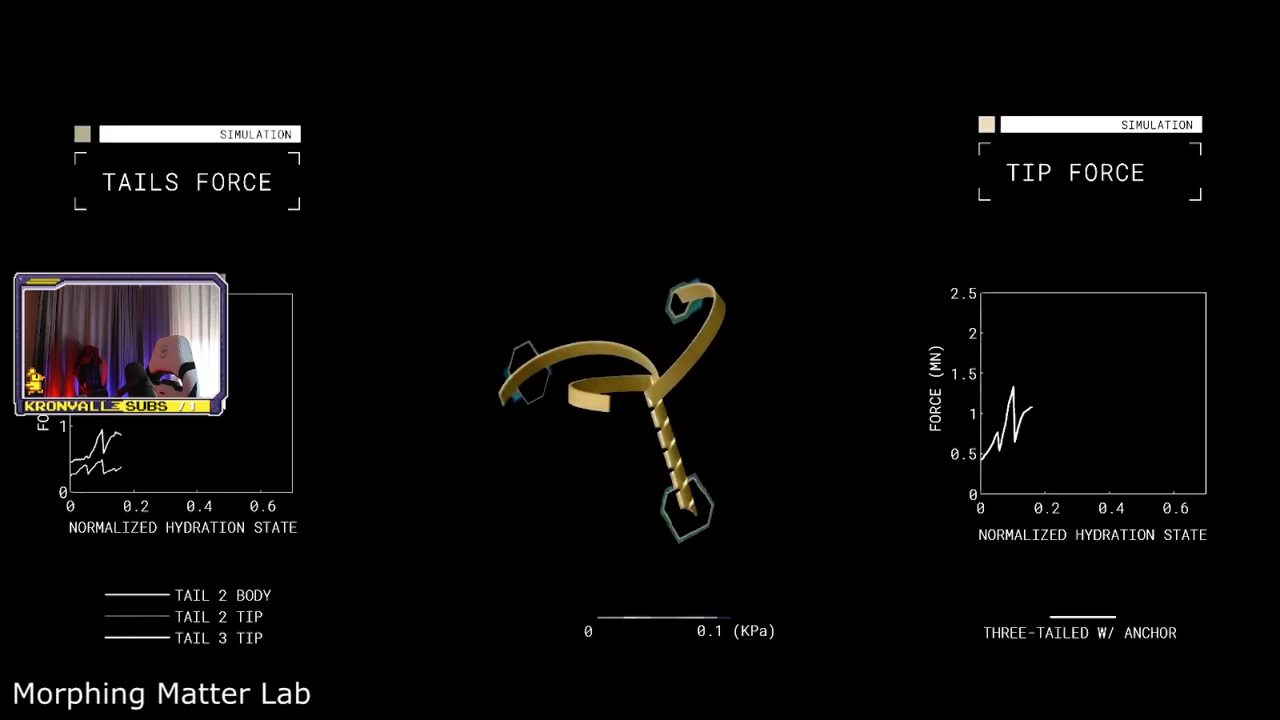 SIMULATION
TAILS FORCE
SIMULATION
TIP FORCE
KRONVALL SUBS / 1
FO
1
0
0 0.2 0.4 0.6
NORMALIZED HYDRATION STATE
TAIL 2 BODY
TAIL 2 TIP
TAIL 3 TIP
0 0.1 (KPa)
FORCE (MN)
2.5
2
1.5
1
0.5
0
0 0.2 0.4 0.6
NORMALIZED HYDRATION STATE
THREE-TAILED W/ ANCHOR
Morphing Matter Lab